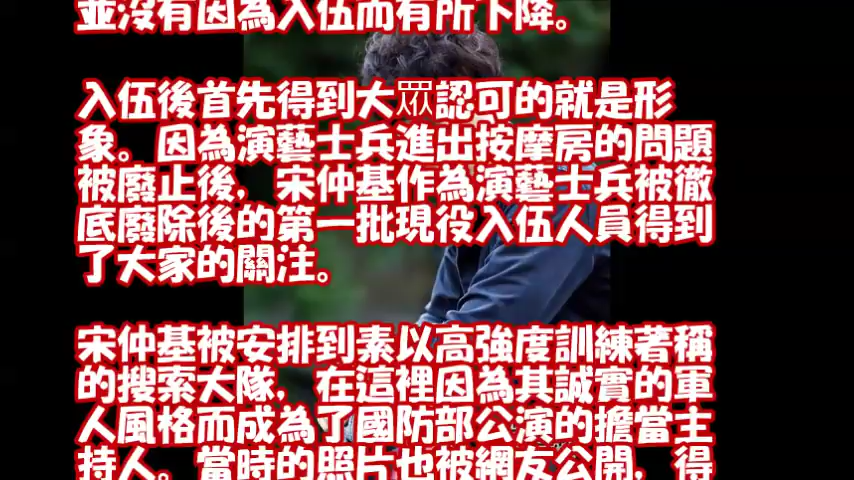 並沒有因為入伍而有所下降。
入伍後首先得到大眾認可的就是形
象。因為演藝士兵進出按摩房的問題
被廢止後，宋仲基作為演藝士兵被徹
底廢除後的第一批現役入伍人員得到
了大家的關注。
宋仲基被安排到素以高強度訓練著稱
的搜索大隊，在這裡因為其誠實的軍
人風格而成為了國防部公演的擔當主
持人。當時的照片也被網友公開，得